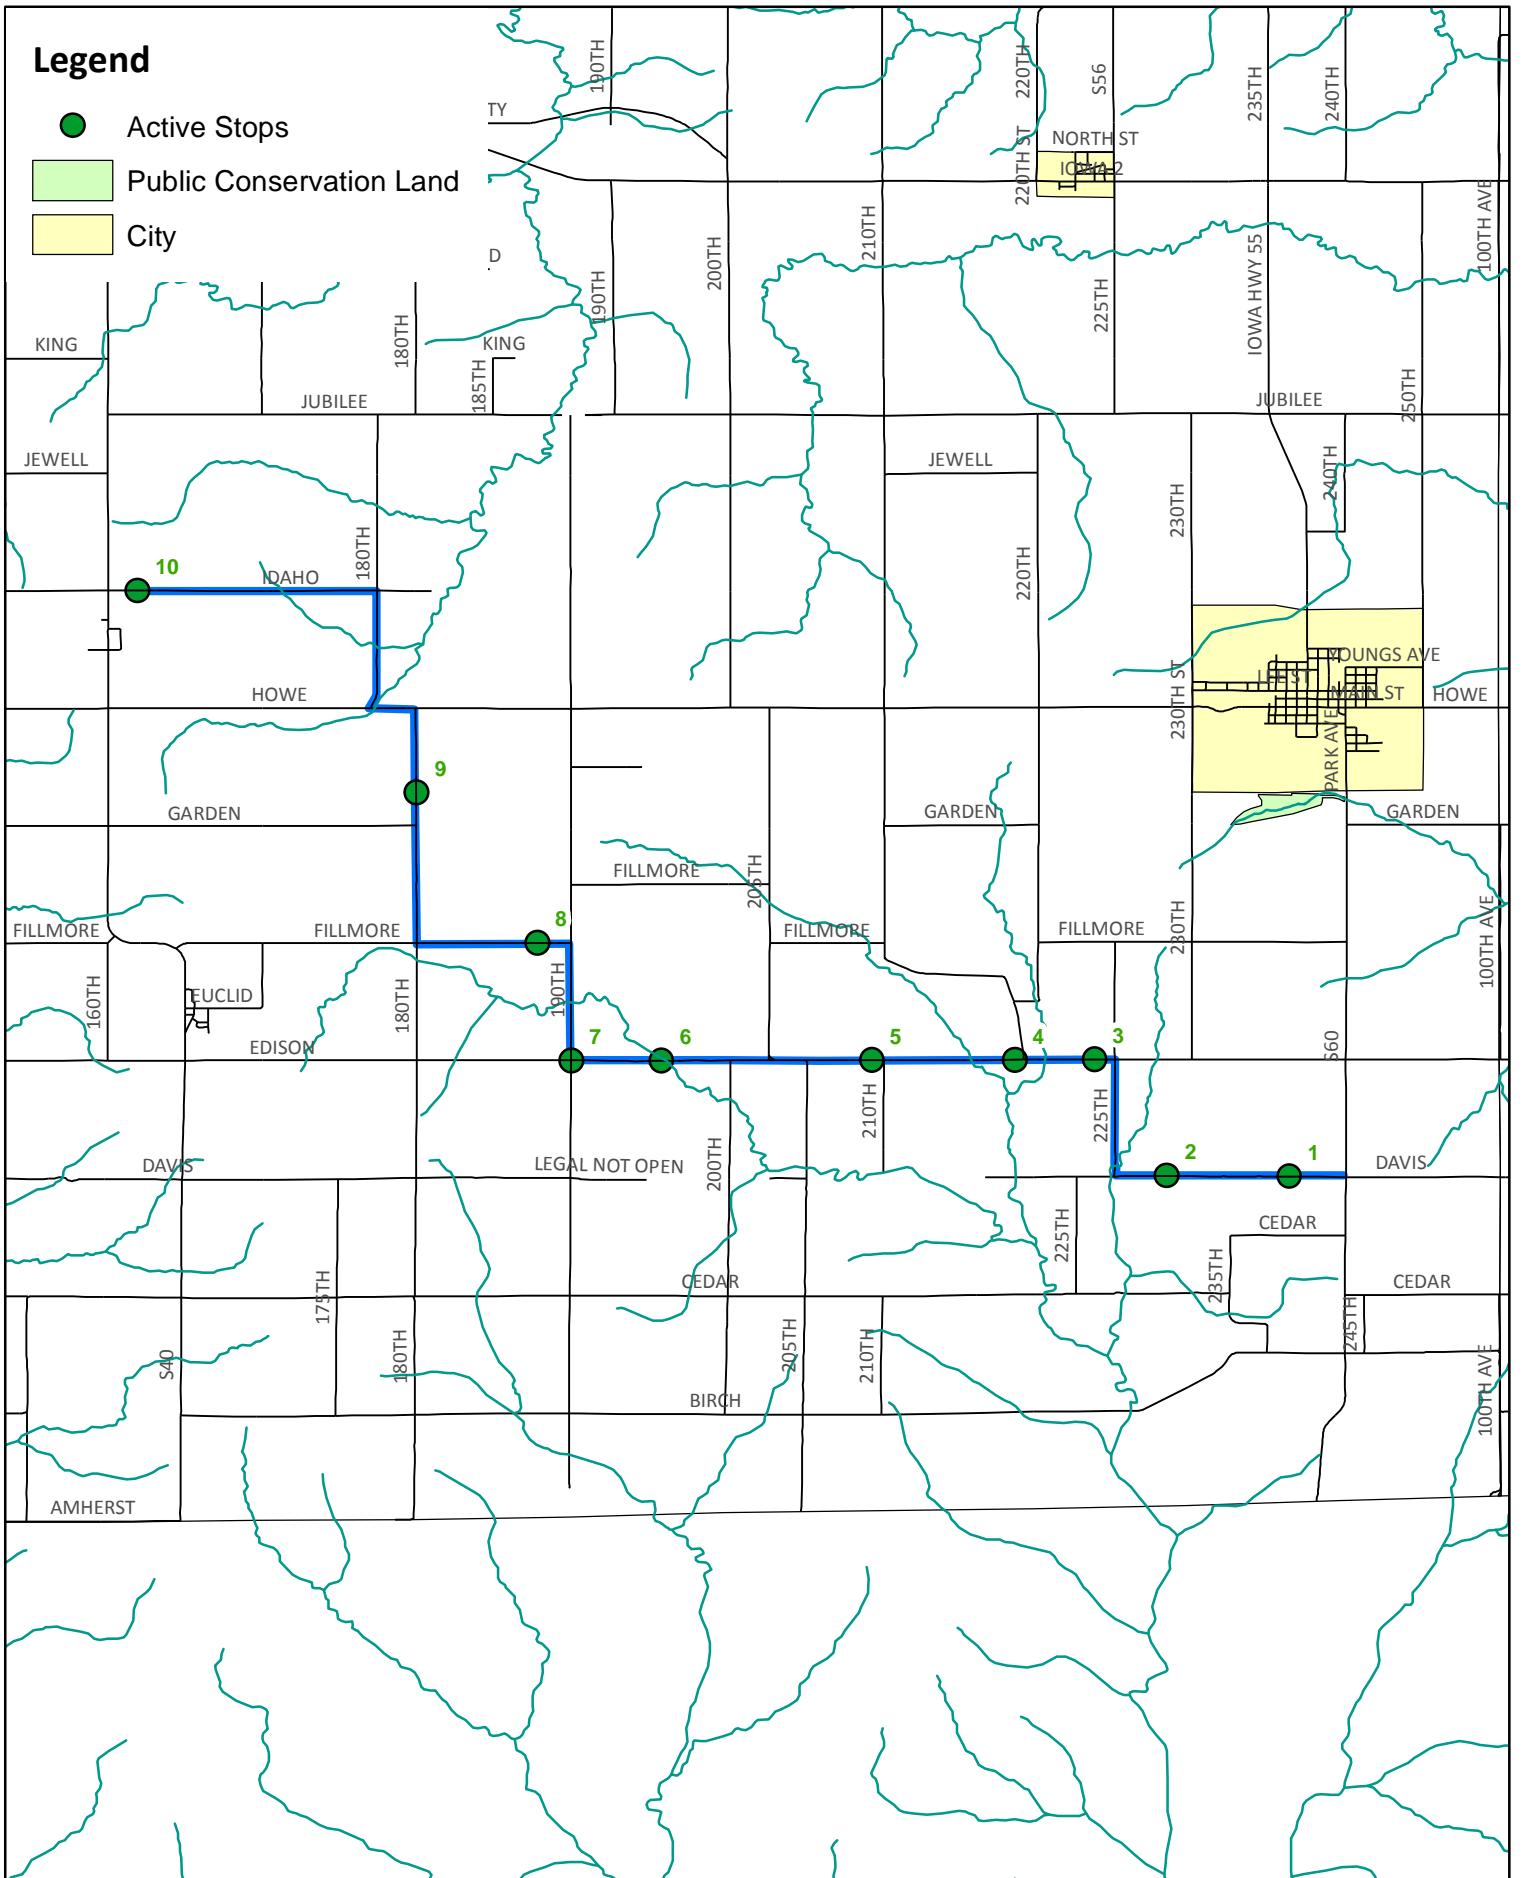 Legend
Active Stops
Public Conservation Land
City
190TH
220TH
S56
235TH
240TH
TY
NORTH ST
220TH ST
IOWA 2
100TH AVE
210TH
200TH
D
190TH
225TH
IOWA HWY 55
KING
180TH
KING
185TH
250TH
JUBILEE
JUBILEE
JEWELL
JEWELL
240TH
230TH
180TH
220TH
10
IDAHO
YOUNGS AVE
LEE ST
230TH ST
HOWE
MAIN ST
HOWE
PARK AVE
9
GARDEN
GARDEN
GARDEN
FILLMORE
205TH
8
FILLMORE
FILLMORE
FILLMORE
FILLMORE
230TH
100TH AVE
160TH
EUCLID
180TH
190TH
7
6
5
4
3
EDISON
S60
210TH
225TH
2
1
DAVIS
LEGAL NOT OPEN
200TH
DAVIS
225TH
CEDAR
235TH
175TH
CEDAR
CEDAR
245TH
S40
180TH
205TH
210TH
100TH AVE
BIRCH
AMHERST